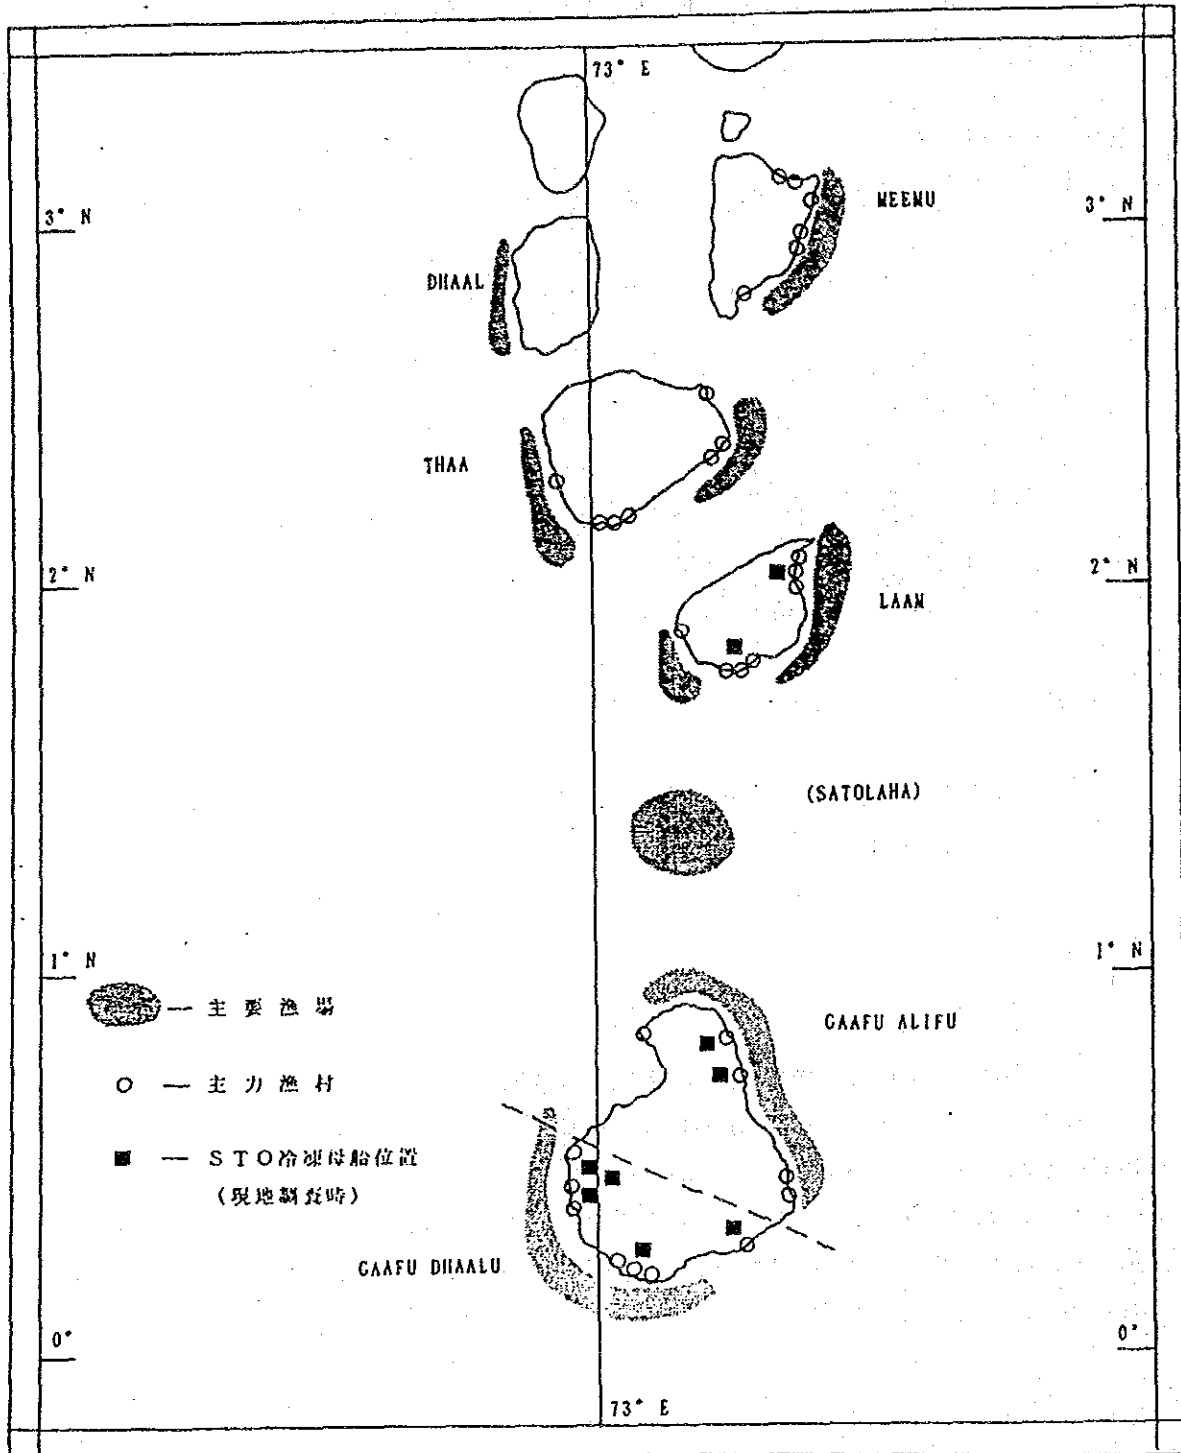 73° E
MEEMU
3° N
3° N
DHAAL
THAA
2° N
2° N
LAAM
(SATOLAHA)
1° N
1° N
— 主要漁場
GAAFU ALIFU
— 主力漁村
— STO冷凍母船位置
(現地調査時)
GAAFU DHAALU
0°
0°
73° E